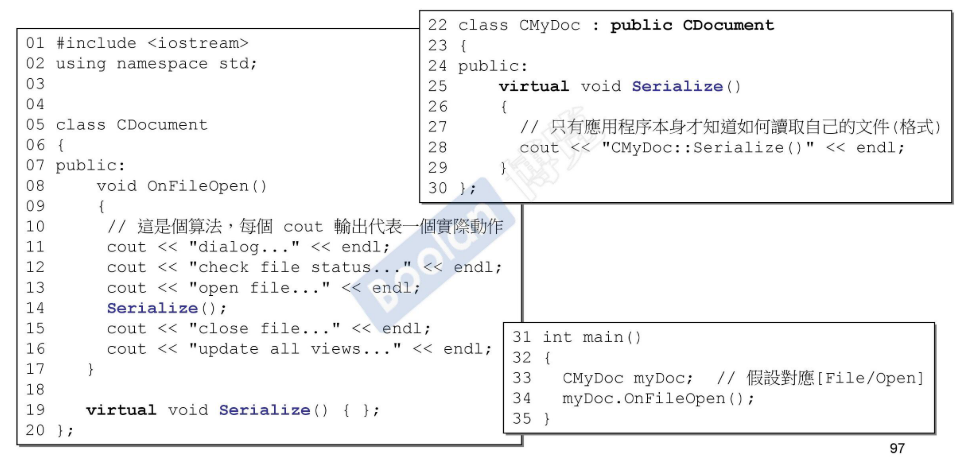 01 #include <iostream>
02 using namespace std;
03
04
05 class CDocument
06 {
07 public:
08     void OnFileOpen()
09     {
10      // 這是個算法，每個 cout 輸出代表一個實際動作
11      cout << "dialog..." << endl;
12      cout << "check file status..." << endl;
13      cout << "open file..." << endl;
14      Serialize();
15      cout << "close file..." << endl;
16      cout << "update all views..." << endl;
17    }
18
19    virtual void Serialize() { };
20 };
22 class CMyDoc : public CDocument
23 {
24 public:
25     virtual void Serialize()
26     {
27       // 只有應用程序本身才知道如何讀取自己的文件(格式)
28       cout << "CMyDoc::Serialize()" << endl;
29     }
30 };
31 int main()
32 {
33   CMyDoc myDoc;  // 假設對應[File/Open]
34   myDoc.OnFileOpen();
35 }
Boolan 博覽
97